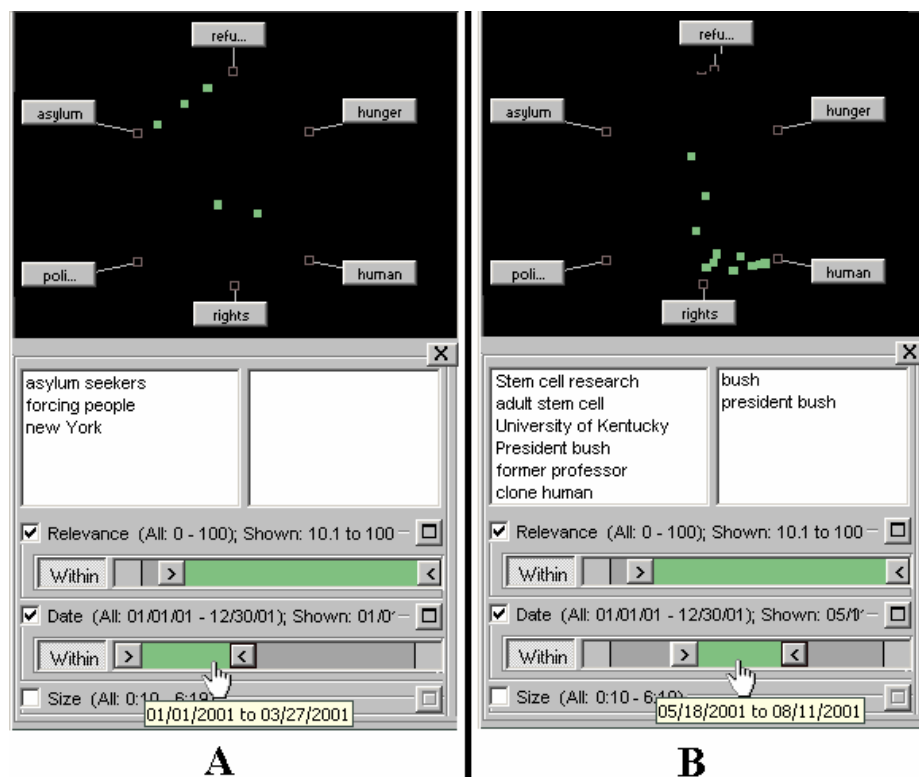 refu...
asylum
hunger
poli...
human
rights
X
asylum seekers
forcing people
new York
Relevance (All: 0 - 100); Shown: 10.1 to 100
Within > <
Date (All: 01/01/01 - 12/30/01); Shown: 01/0
Within > <
Size (All: 0:10 - 6:19)
01/01/2001 to 03/27/2001
A
refu...
asylum
hunger
poli...
human
rights
X
Stem cell research
adult stem cell
University of Kentucky
President bush
former professor
clone human
bush
president bush
Relevance (All: 0 - 100); Shown: 10.1 to 100
Within > <
Date (All: 01/01/01 - 12/30/01); Shown: 05/1
Within > <
Size (All: 0:10 - 6:19)
05/18/2001 to 08/11/2001
B